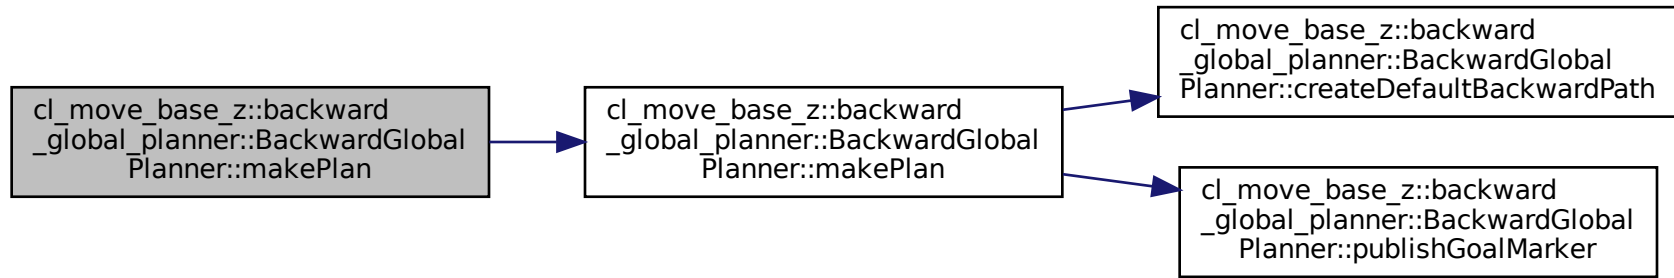 cl_move_base_z::backward
_global_planner::BackwardGlobal
Planner::makePlan
cl_move_base_z::backward
_global_planner::BackwardGlobal
Planner::makePlan
cl_move_base_z::backward
_global_planner::BackwardGlobal
Planner::createDefaultBackwardPath
cl_move_base_z::backward
_global_planner::BackwardGlobal
Planner::publishGoalMarker